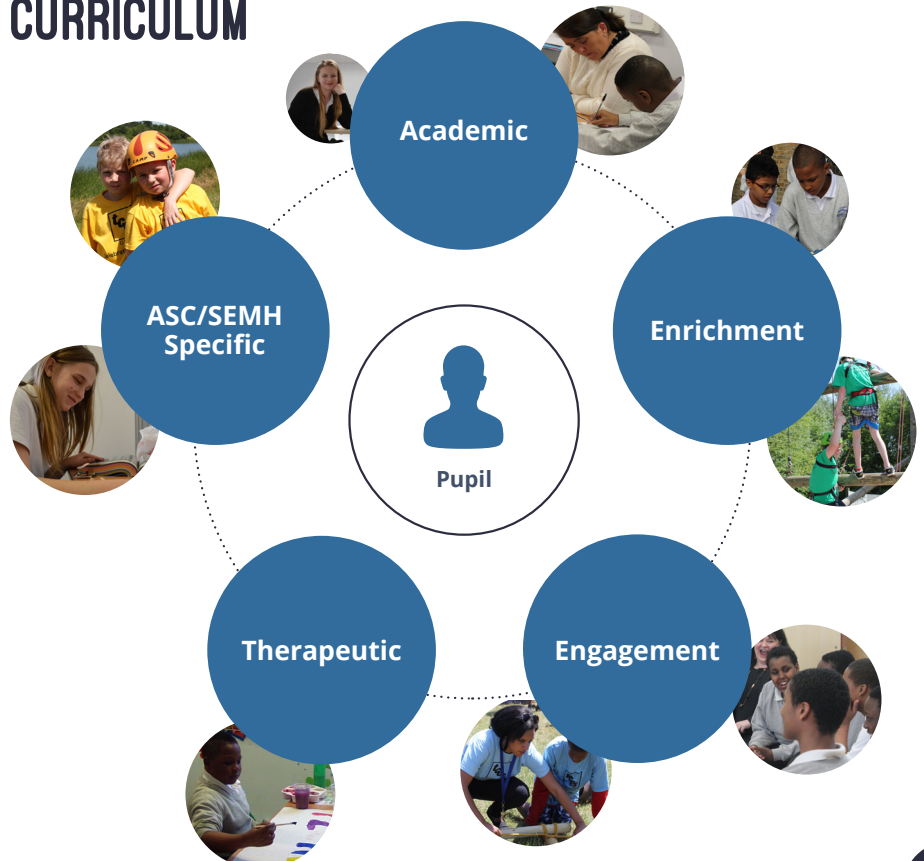 CURRICULUM
Academic
ASC/SEMH
Specific
Enrichment
Pupil
Therapeutic
Engagement